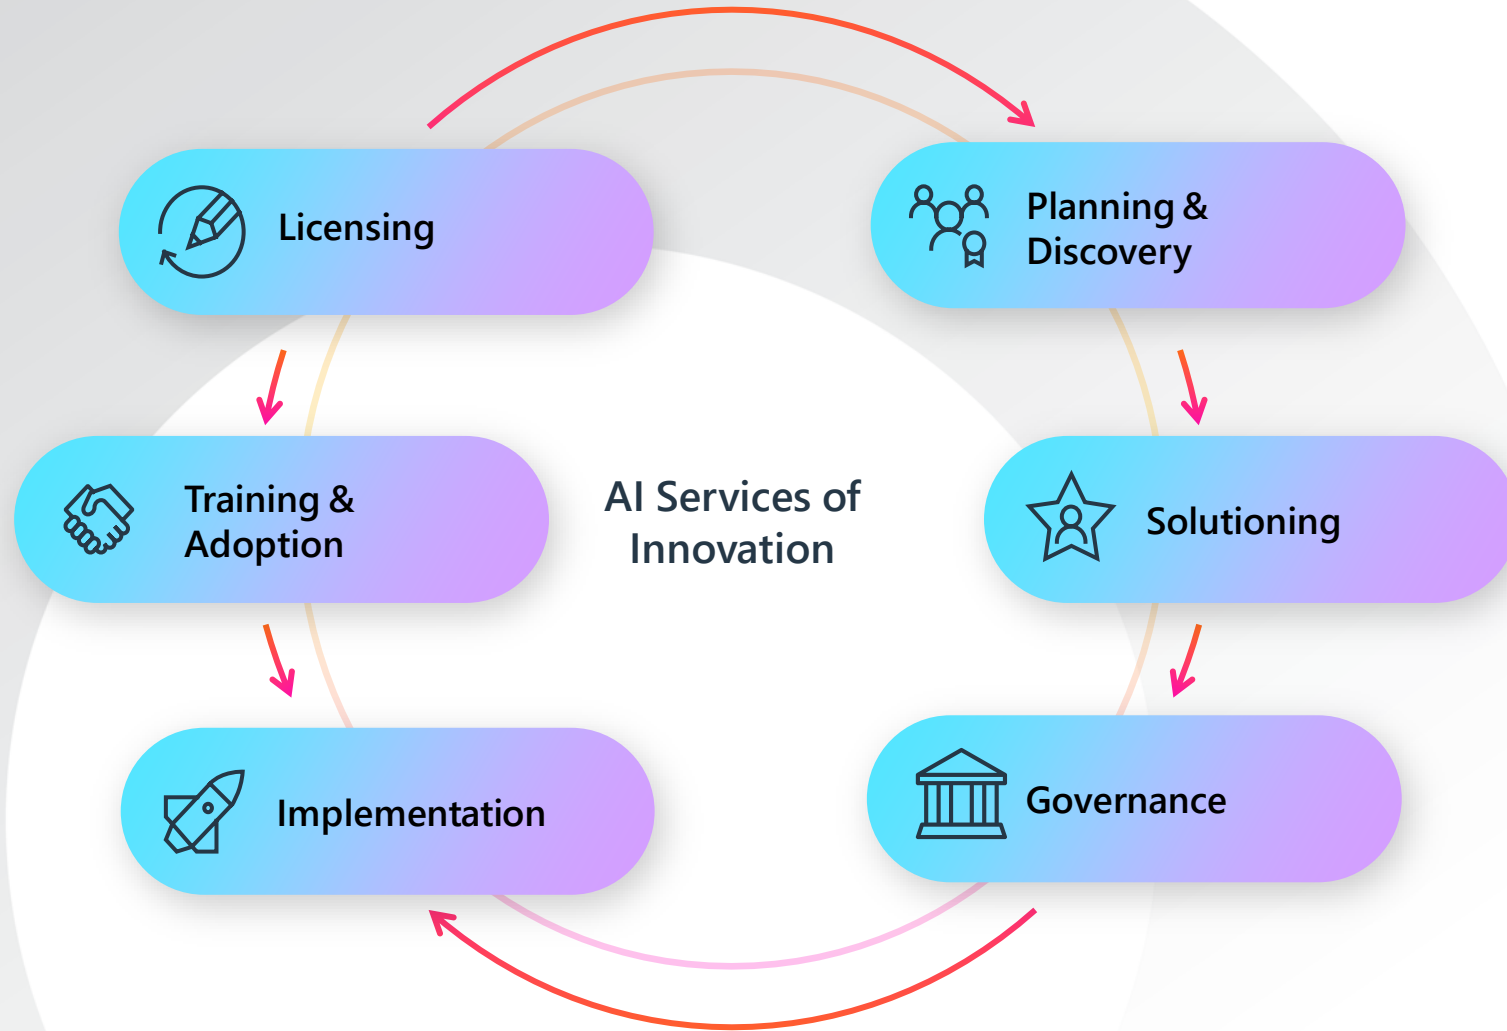 Licensing
Planning &
Discovery
Training &
Adoption
AI Services of
Innovation
Solutioning
Implementation
Governance